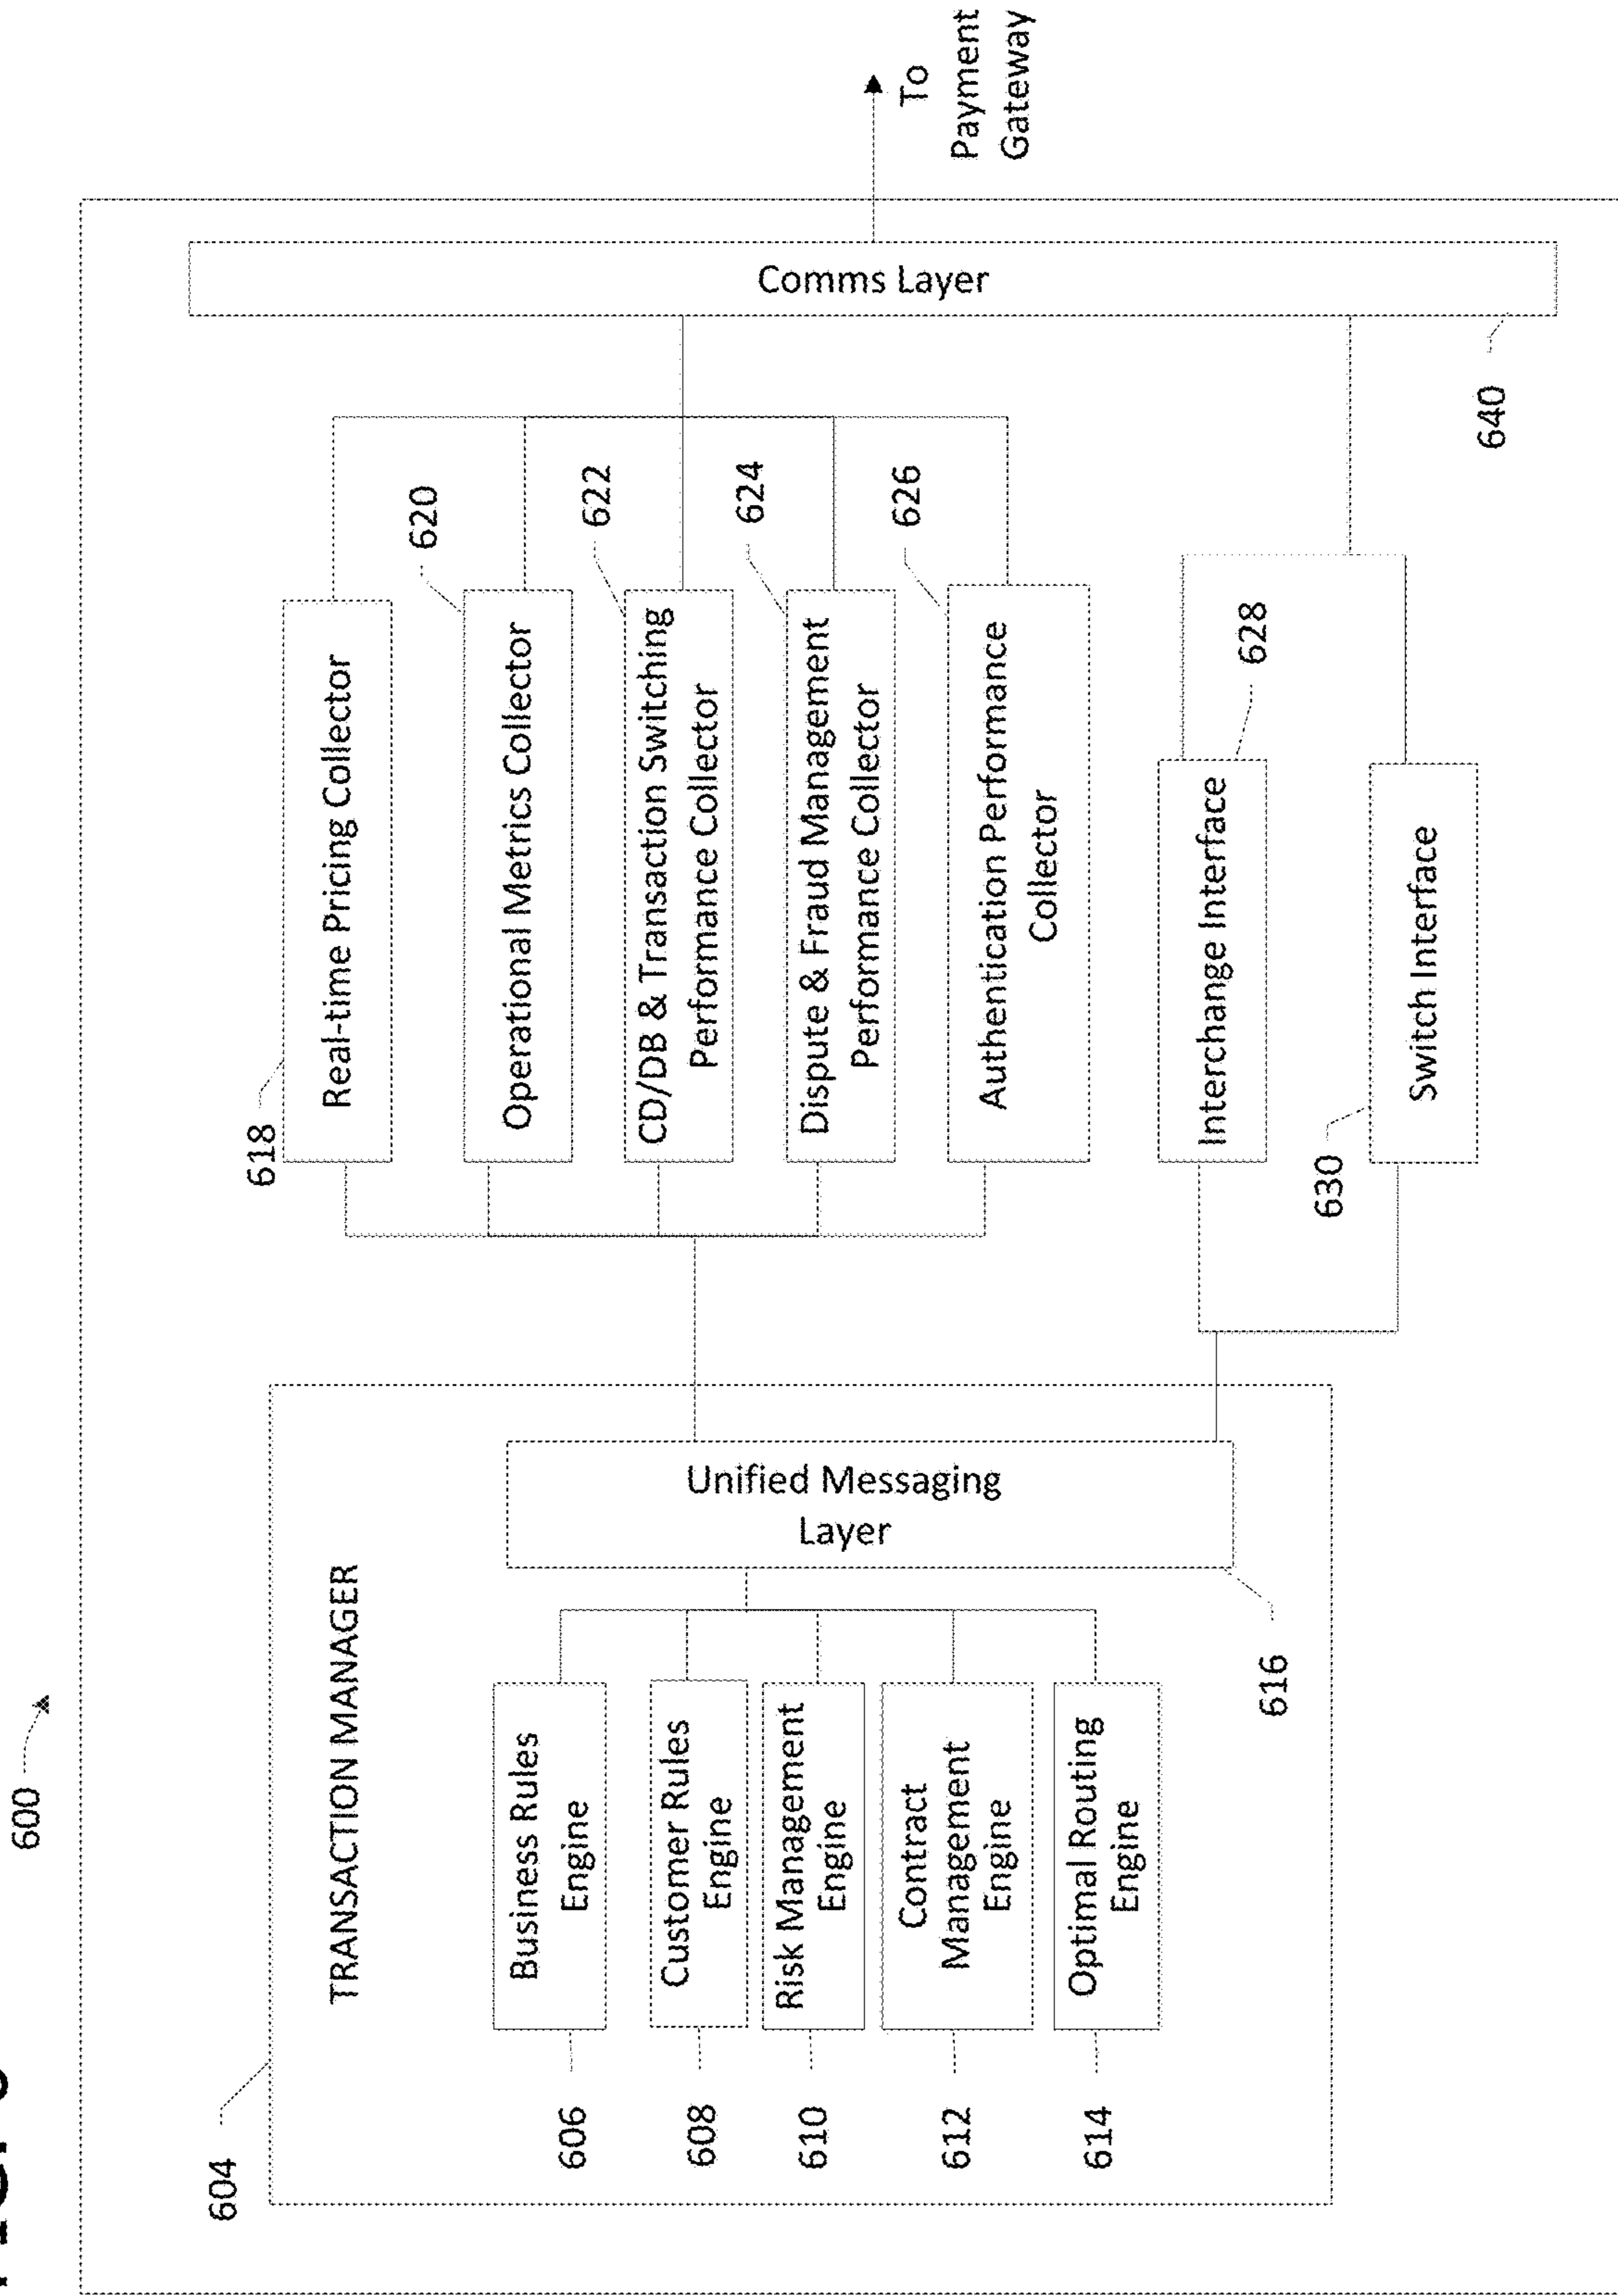 600
604
TRANSACTION MANAGER
606
Business Rules
Engine
608
Customer Rules
Engine
610
Risk Management
Engine
612
Contract
Management
Engine
614
Optimal Routing
Engine
Unified Messaging
Layer
616
618
Real-time Pricing Collector
620
Operational Metrics Collector
622
CD/DB & Transaction Switching
Performance Collector
624
Dispute & Fraud Management
Performance Collector
626
Authentication Performance
Collector
628
Interchange Interface
630
Switch Interface
Comms Layer
640
To
Payment
Gateway